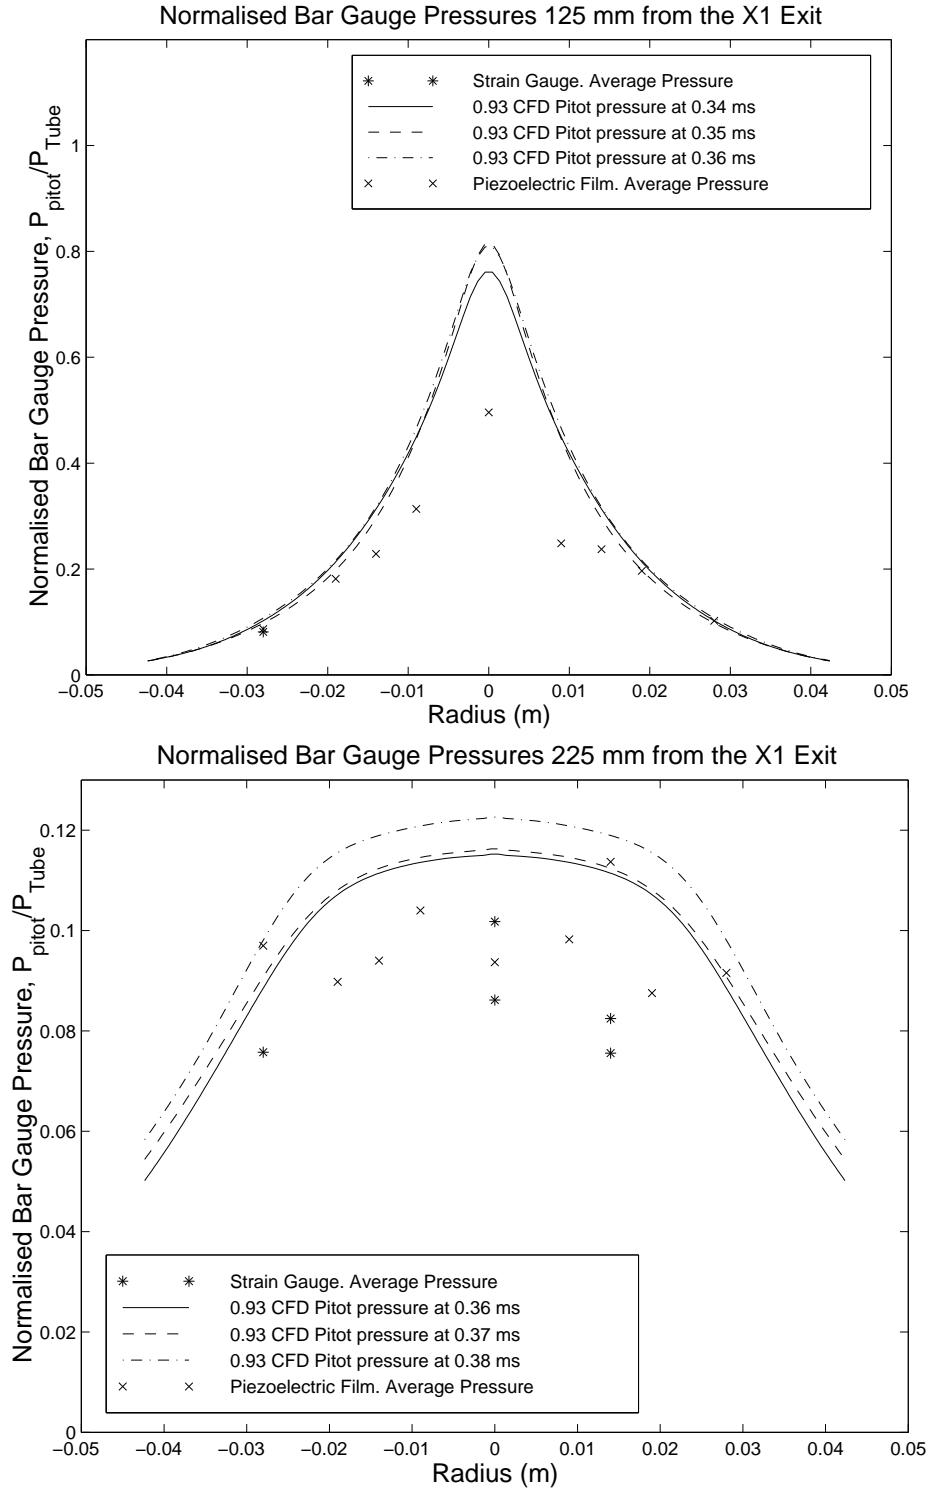 Normalised Bar Gauge Pressures 125 mm from the X1 Exit
Normalised Bar Gauge Pressure, P_pitot/P_Tube
Strain Gauge. Average Pressure
0.93 CFD Pitot pressure at 0.34 ms
0.93 CFD Pitot pressure at 0.35 ms
0.93 CFD Pitot pressure at 0.36 ms
Piezoelectric Film. Average Pressure
1
0.8
0.6
0.4
0.2
0
−0.05 −0.04 −0.03 −0.02 −0.01 0 0.01 0.02 0.03 0.04 0.05
Radius (m)
Normalised Bar Gauge Pressures 225 mm from the X1 Exit
Normalised Bar Gauge Pressure, P_pitot/P_Tube
0.12
0.1
0.08
0.06
0.04
0.02
0
Strain Gauge. Average Pressure
0.93 CFD Pitot pressure at 0.36 ms
0.93 CFD Pitot pressure at 0.37 ms
0.93 CFD Pitot pressure at 0.38 ms
Piezoelectric Film. Average Pressure
−0.05 −0.04 −0.03 −0.02 −0.01 0 0.01 0.02 0.03 0.04 0.05
Radius (m)